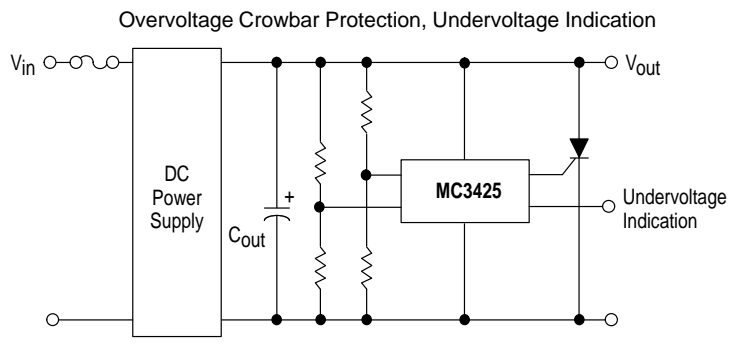 Overvoltage Crowbar Protection, Undervoltage Indication
Vin
Vout
DC
Power
Supply
+
Cout
MC3425
Undervoltage
Indication